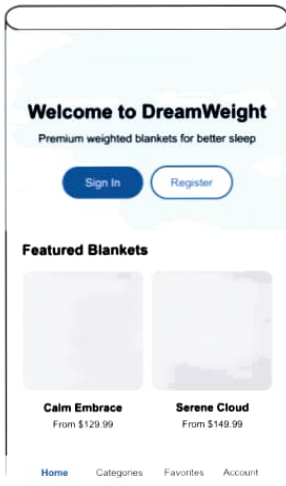 Welcome to DreamWeight
Premium weighted blankets for better sleep
Sign In
Register
Featured Blankets
Calm Embrace
Serene Cloud
From $129.99
From $149.99
Home
Categories
Favorites
Account